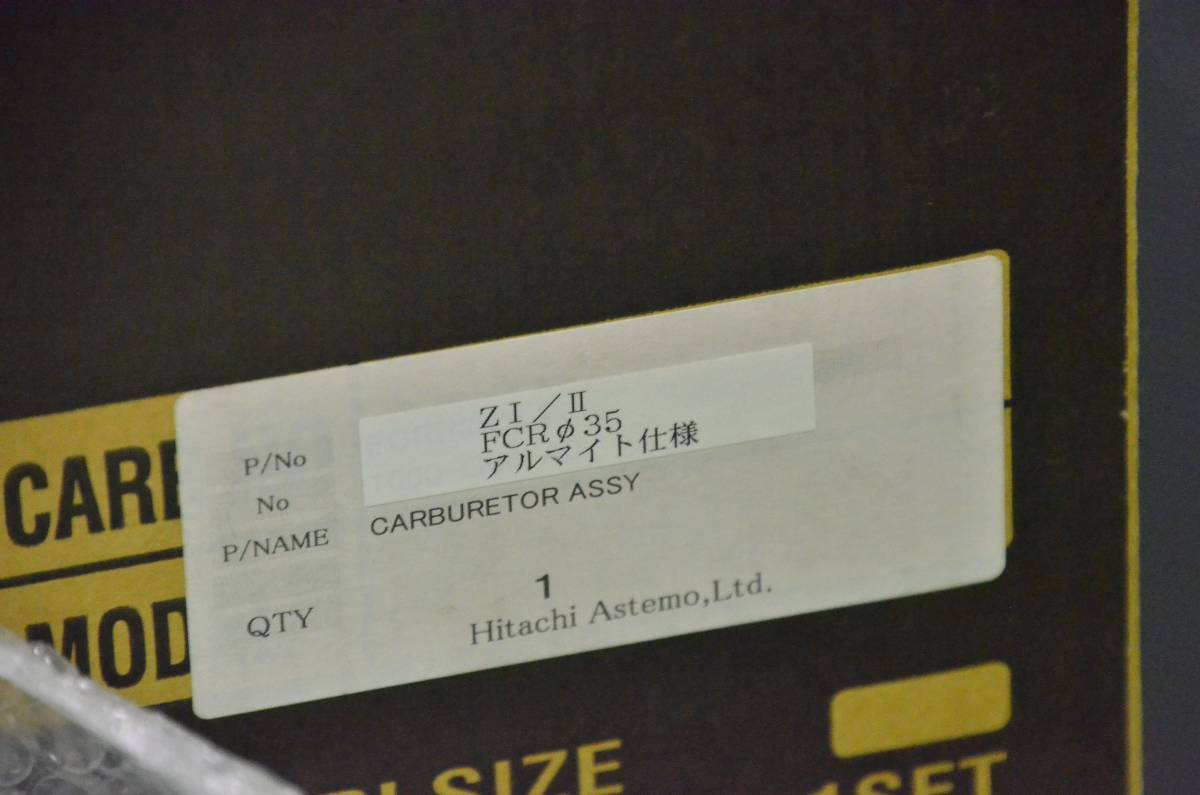 P/No
No
P/NAME
QTY
ＺⅠ／Ⅱ
FCRφ35
アルマイト仕様
CARBURETOR ASSY
1
Hitachi Astemo,Ltd.
CARB
MOD
SIZE
1SET